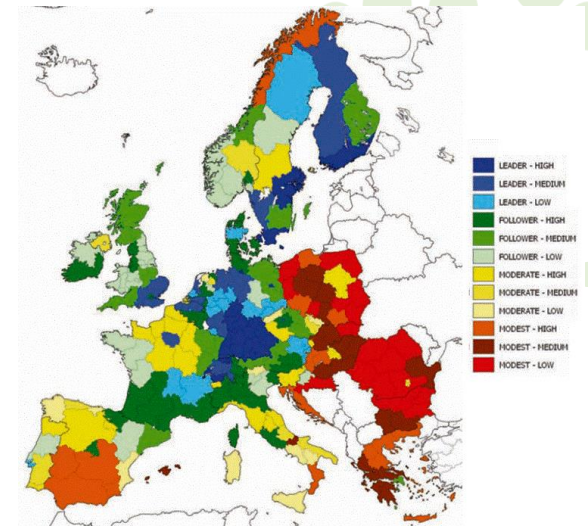 LEADER - HIGH
LEADER - MEDIUM
LEADER - LOW
FOLLOWER - HIGH
FOLLOWER - MEDIUM
FOLLOWER - LOW
MODERATE - HIGH
MODERATE - MEDIUM
MODERATE - LOW
MODEST - HIGH
MODEST - MEDIUM
MODEST - LOW